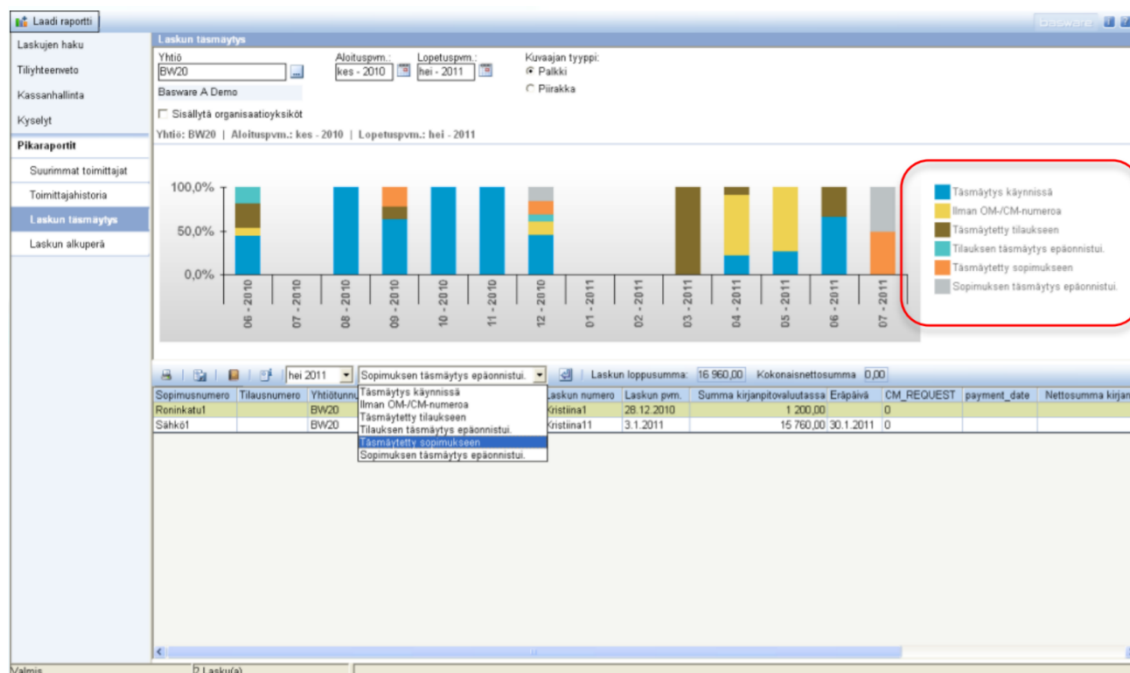 Laadi raportti
basware
Laskujen haku
Tiliyhteenveto
Kassanhallinta
Kyselyt
Pikaraportit
Suurimmat toimittajat
Toimittajahistoria
Laskun täsmäytys
Laskun alkuperä
Laskun täsmäytys
Yhtiö
Aloituspvm.:
Lopetuspvm.:
Kuvaajan tyyppi:
BW20
kes - 2010
hei - 2011
Palkki
Piirakka
Basware A Demo
Sisällytä organisaatioyksiköt
Yhtiö: BW20 | Aloituspvm.: kes - 2010 | Lopetuspvm.: hei - 2011
100,0%
50,0%
0,0%
06 - 2010
07 - 2010
08 - 2010
09 - 2010
10 - 2010
11 - 2010
12 - 2010
01 - 2011
02 - 2011
03 - 2011
04 - 2011
05 - 2011
06 - 2011
07 - 2011
Täsmäytys käynnissä
Ilman OM-/CM-numeroa
Täsmäytetty tilaukseen
Tilauksen täsmäytys epäonnistui.
Täsmäytetty sopimukseen
Sopimuksen täsmäytys epäonnistui.
hei 2011
Sopimuksen täsmäytys epäonnistui.
Laskun loppusumma: 16 960,00 Kokonaisnettosumma 0,00
Sopimusnumero Tilausnumero Yhtiötunnu Laskun numero Laskun pvm. Summa kirjanpitovaluutassa Eräpäivä CM_REQUEST payment_date Nettosumma kirjan
Roninkatu1 BW20 Kristiina1 28.12.2010 1 200,00 0
Sähkö1 BW20 Kristiina11 3.1.2011 15 760,00 30.1.2011 0
Täsmäytys käynnissä
Ilman OM-/CM-numeroa
Täsmäytetty tilaukseen
Tilauksen täsmäytys epäonnistui.
Täsmäytetty sopimukseen
Sopimuksen täsmäytys epäonnistui.
Valmis
2 Lasku(a)